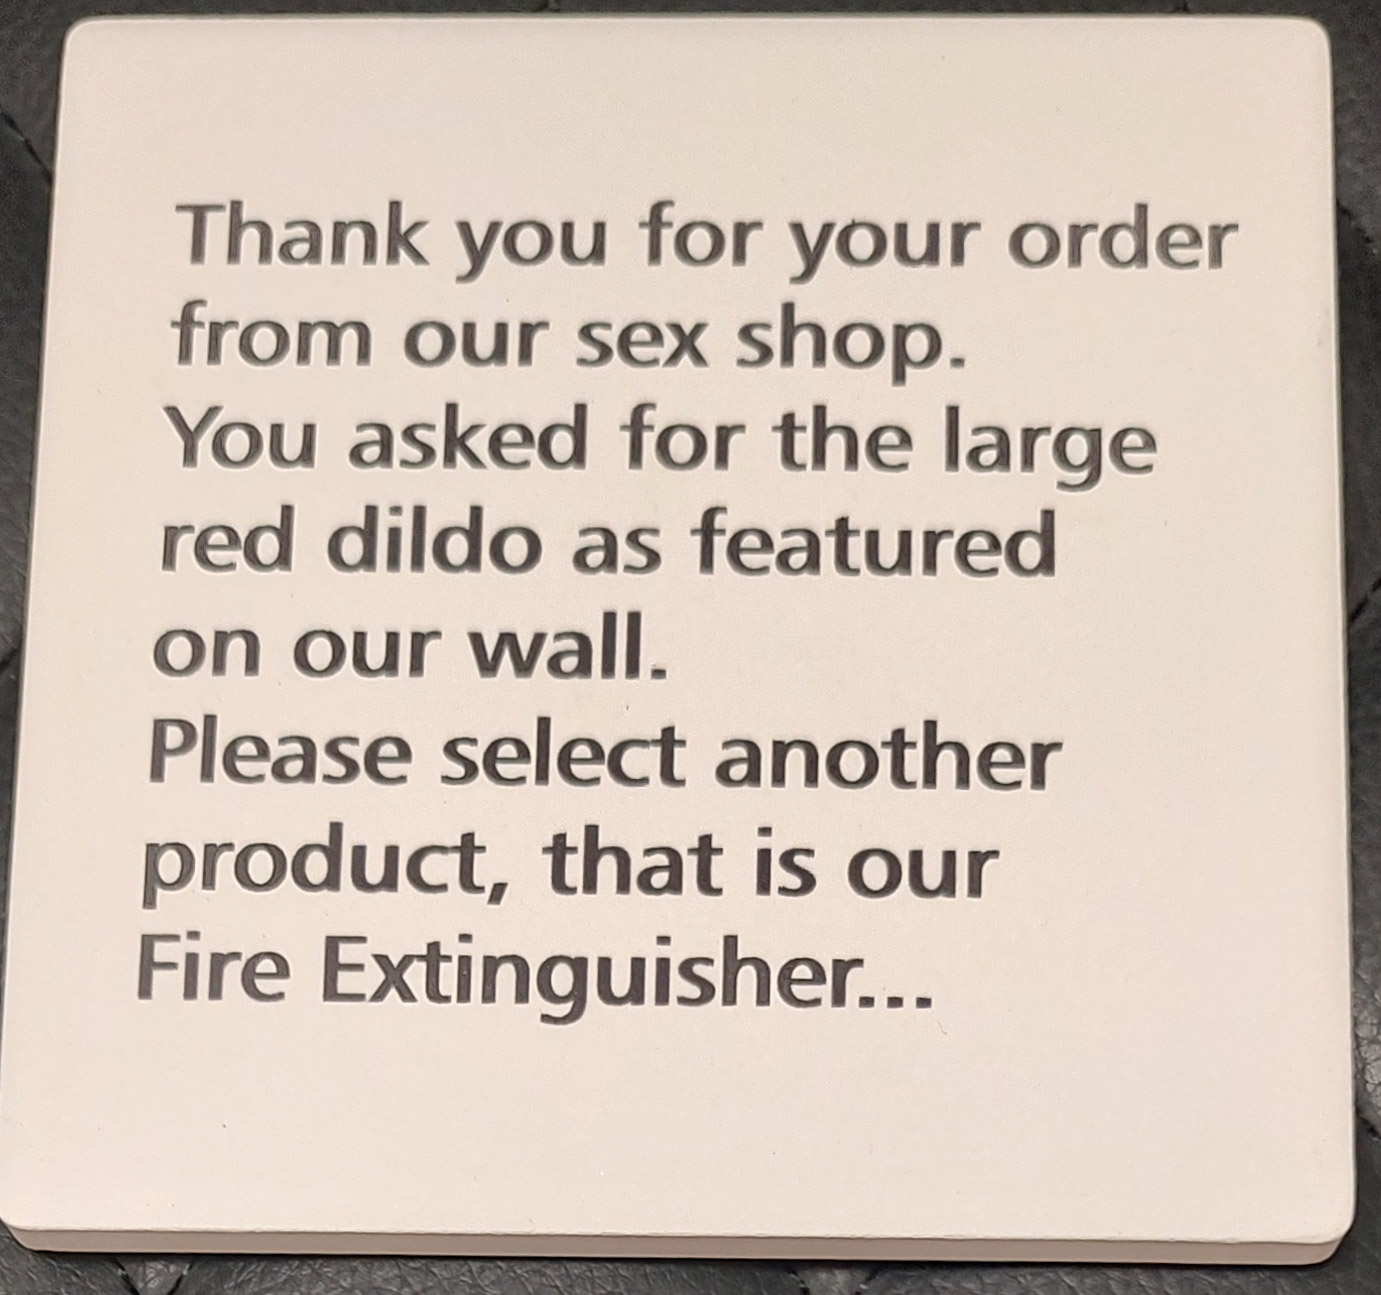 Thank you for your order
from our sex shop.
You asked for the large
red dildo as featured
on our wall.
Please select another
product, that is our
Fire Extinguisher...